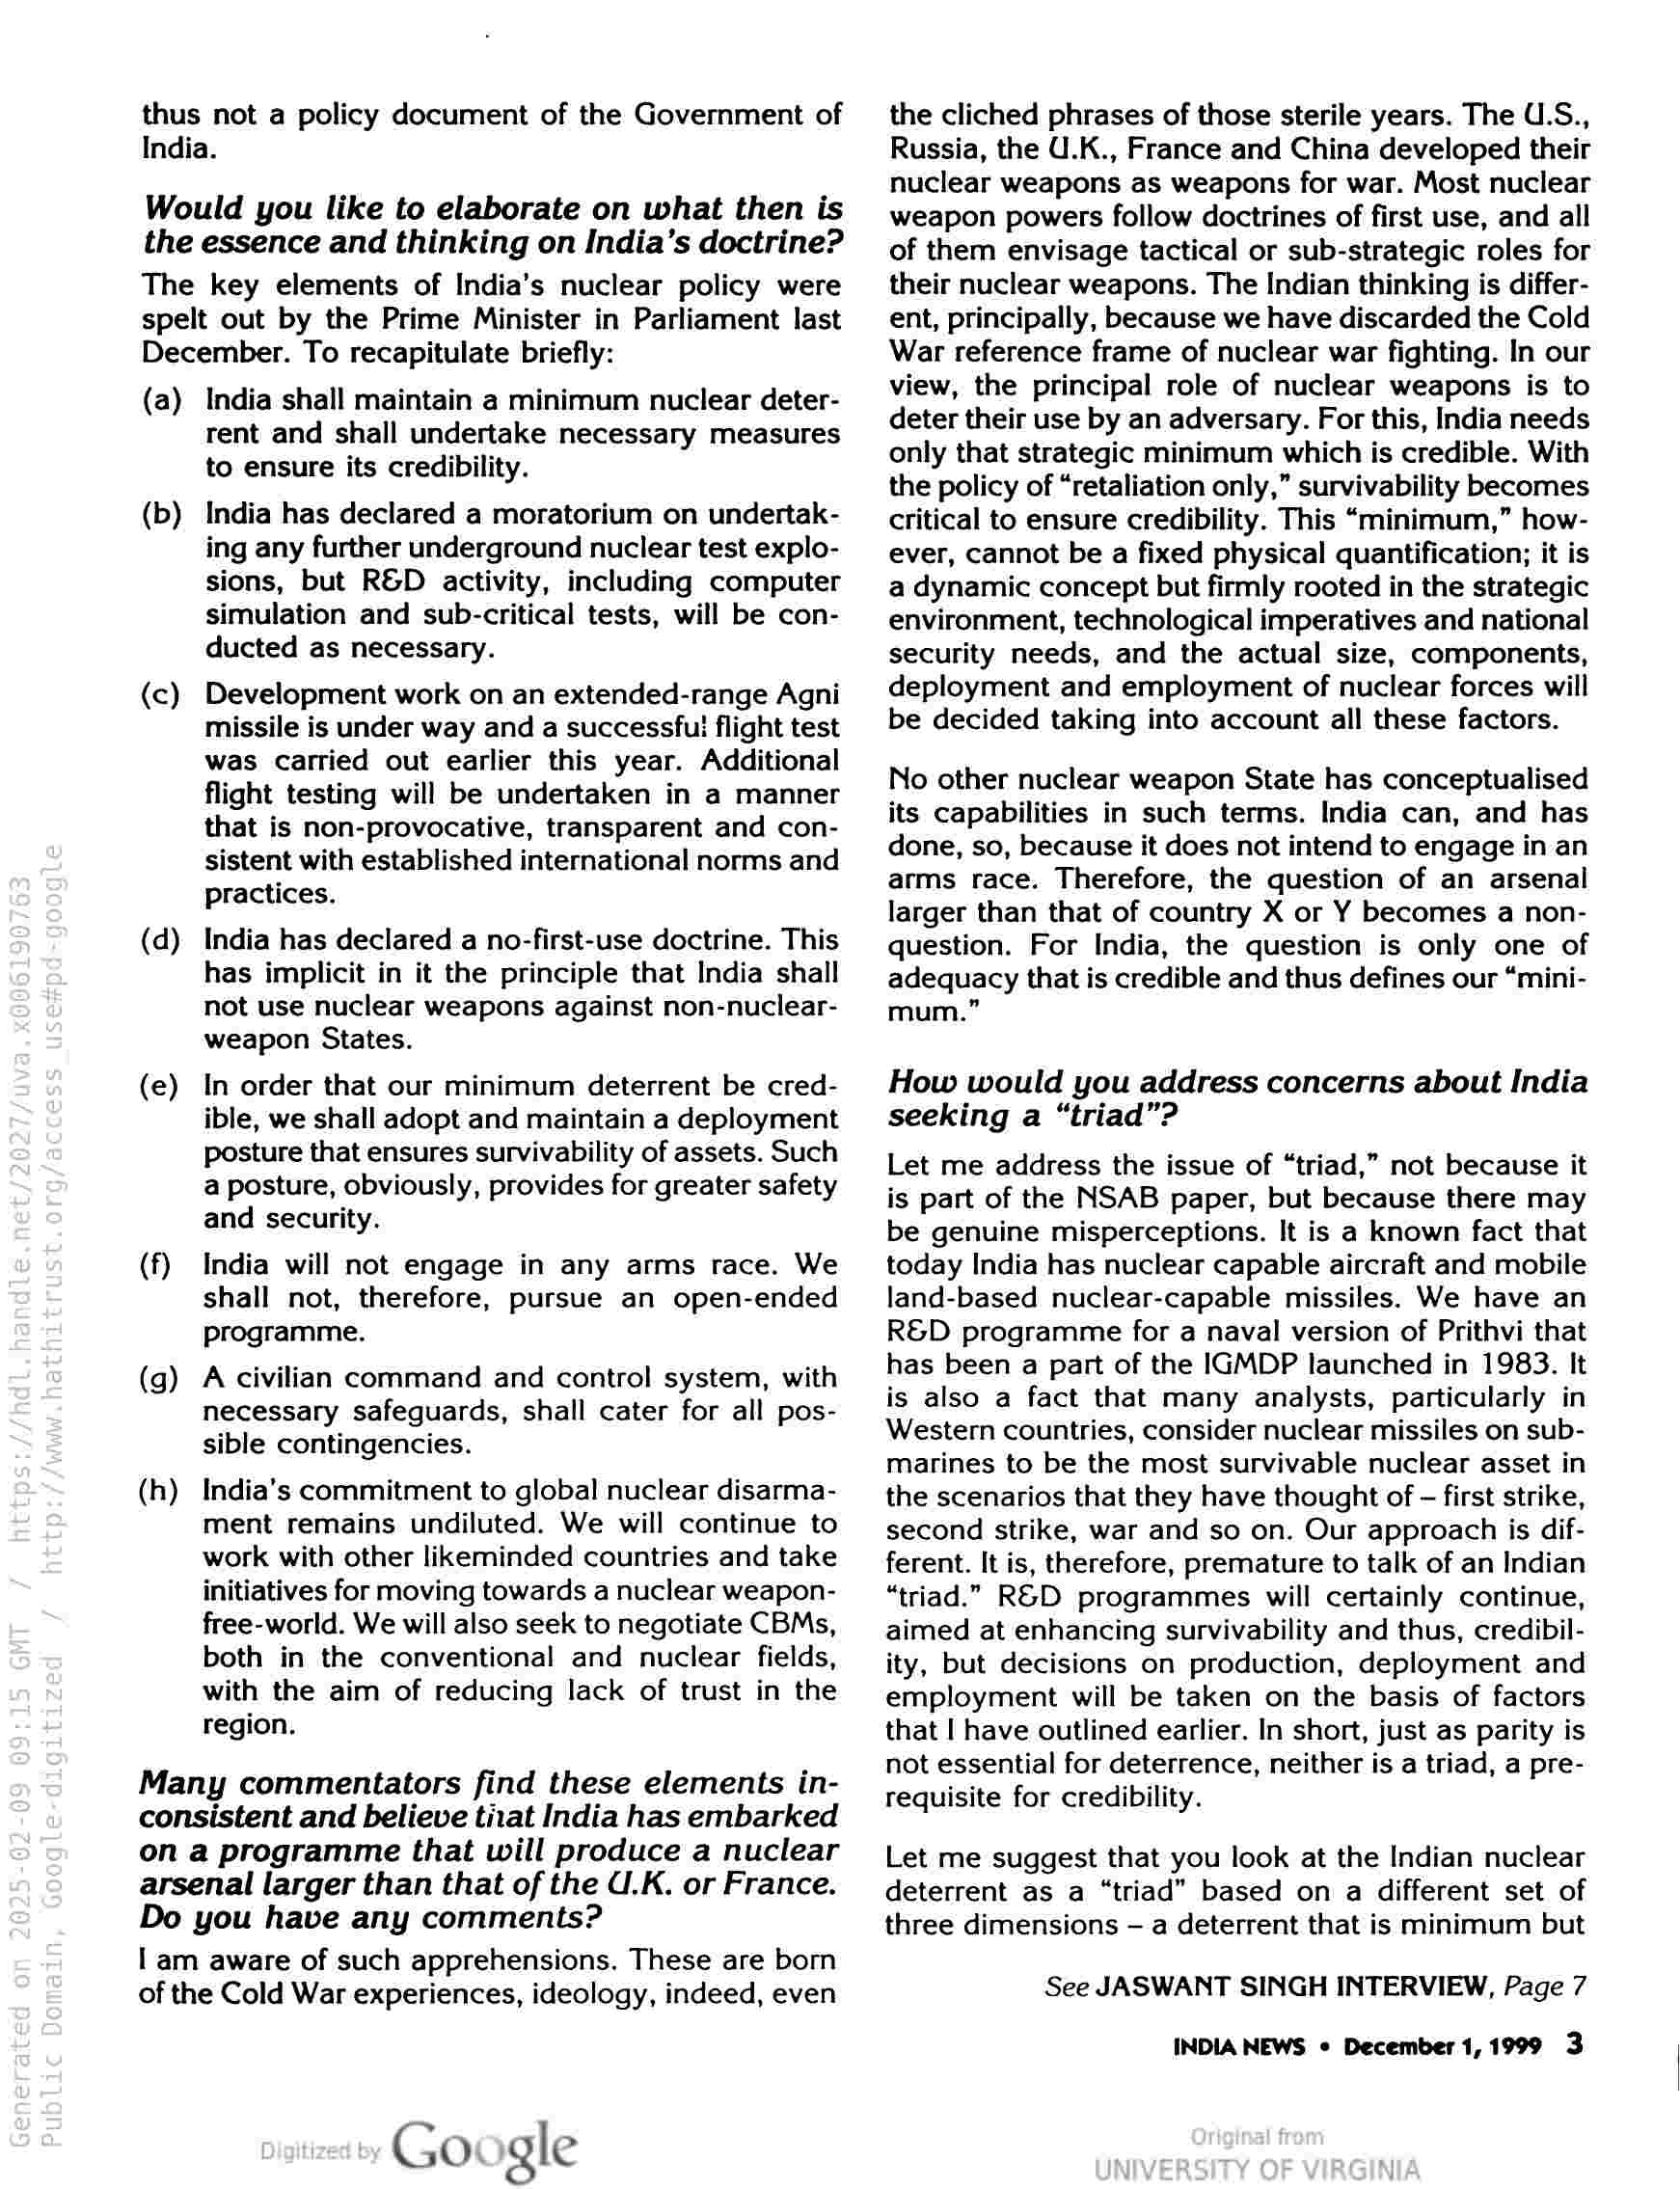 thus not a policy document of the Government of
India.
Would you like to elaborate on what then is
the essence and thinking on India's doctrine?
The key elements of India's nuclear policy were
spelt out by the Prime Minister in Parliament last
December. To recapitulate briefly:
(a) India shall maintain a minimum nuclear deter-
rent and shall undertake necessary measures
to ensure its credibility.
(b) India has declared a moratorium on undertak-
ing any further underground nuclear test explo-
sions, but R&D activity, including computer
simulation and sub-critical tests, will be con-
ducted as necessary.
(c) Development work on an extended-range Agni
missile is under way and a successful flight test
was carried out earlier this year. Additional
flight testing will be undertaken in a manner
that is non-provocative, transparent and con-
sistent with established international norms and
practices.
(d) India has declared a no-first-use doctrine. This
has implicit in it the principle that India shall
not use nuclear weapons against non-nuclear-
weapon States.
(e) In order that our minimum deterrent be cred-
ible, we shall adopt and maintain a deployment
posture that ensures survivability of assets. Such
a posture, obviously, provides for greater safety
and security.
(f) India will not engage in any arms race. We
shall not, therefore, pursue an open-ended
programme.
(g) A civilian command and control system, with
necessary safeguards, shall cater for all pos-
sible contingencies.
(h) India's commitment to global nuclear disarma-
ment remains undiluted. We will continue to
work with other likeminded countries and take
initiatives for moving towards a nuclear weapon-
free-world. We will also seek to negotiate CBMs,
both in the conventional and nuclear fields,
with the aim of reducing lack of trust in the
region.
Many commentators find these elements in-
consistent and believe that India has embarked
on a programme that will produce a nuclear
arsenal larger than that of the U.K. or France.
Do you have any comments?
I am aware of such apprehensions. These are born
of the Cold War experiences, ideology, indeed, even
the cliched phrases of those sterile years. The U.S.,
Russia, the U.K., France and China developed their
nuclear weapons as weapons for war. Most nuclear
weapon powers follow doctrines of first use, and all
of them envisage tactical or sub-strategic roles for
their nuclear weapons. The Indian thinking is differ-
ent, principally, because we have discarded the Cold
War reference frame of nuclear war fighting. In our
view, the principal role of nuclear weapons is to
deter their use by an adversary. For this, India needs
only that strategic minimum which is credible. With
the policy of “retaliation only,” survivability becomes
critical to ensure credibility. This “minimum,” how-
ever, cannot be a fixed physical quantification; it is
a dynamic concept but firmly rooted in the strategic
environment, technological imperatives and national
security needs, and the actual size, components,
deployment and employment of nuclear forces will
be decided taking into account all these factors.
No other nuclear weapon State has conceptualised
its capabilities in such terms. India can, and has
done, so, because it does not intend to engage in an
arms race. Therefore, the question of an arsenal
larger than that of country X or Y becomes a non-
question. For India, the question is only one of
adequacy that is credible and thus defines our “mini-
mum.”
How would you address concerns about India
seeking a “triad”?
Let me address the issue of “triad,” not because it
is part of the NSAB paper, but because there may
be genuine misperceptions. It is a known fact that
today India has nuclear capable aircraft and mobile
land-based nuclear-capable missiles. We have an
R&D programme for a naval version of Prithvi that
has been a part of the IGMDP launched in 1983. It
is also a fact that many analysts, particularly in
Western countries, consider nuclear missiles on sub-
marines to be the most survivable nuclear asset in
the scenarios that they have thought of – first strike,
second strike, war and so on. Our approach is dif-
ferent. It is, therefore, premature to talk of an Indian
“triad.” R&D programmes will certainly continue,
aimed at enhancing survivability and thus, credibil-
ity, but decisions on production, deployment and
employment will be taken on the basis of factors
that I have outlined earlier. In short, just as parity is
not essential for deterrence, neither is a triad, a pre-
requisite for credibility.
Let me suggest that you look at the Indian nuclear
deterrent as a “triad” based on a different set of
three dimensions – a deterrent that is minimum but
See JASWANT SINGH INTERVIEW, Page 7
INDIA NEWS • December 1, 1999 3
Generated on 2025-02-09 09:15 GMT / https://hdl.handle.net/2027/uva.x006190763
Public Domain, Google-digitized / http://www.hathitrust.org/access_use#pd-google
Digitized by Google
Original from
UNIVERSITY OF VIRGINIA